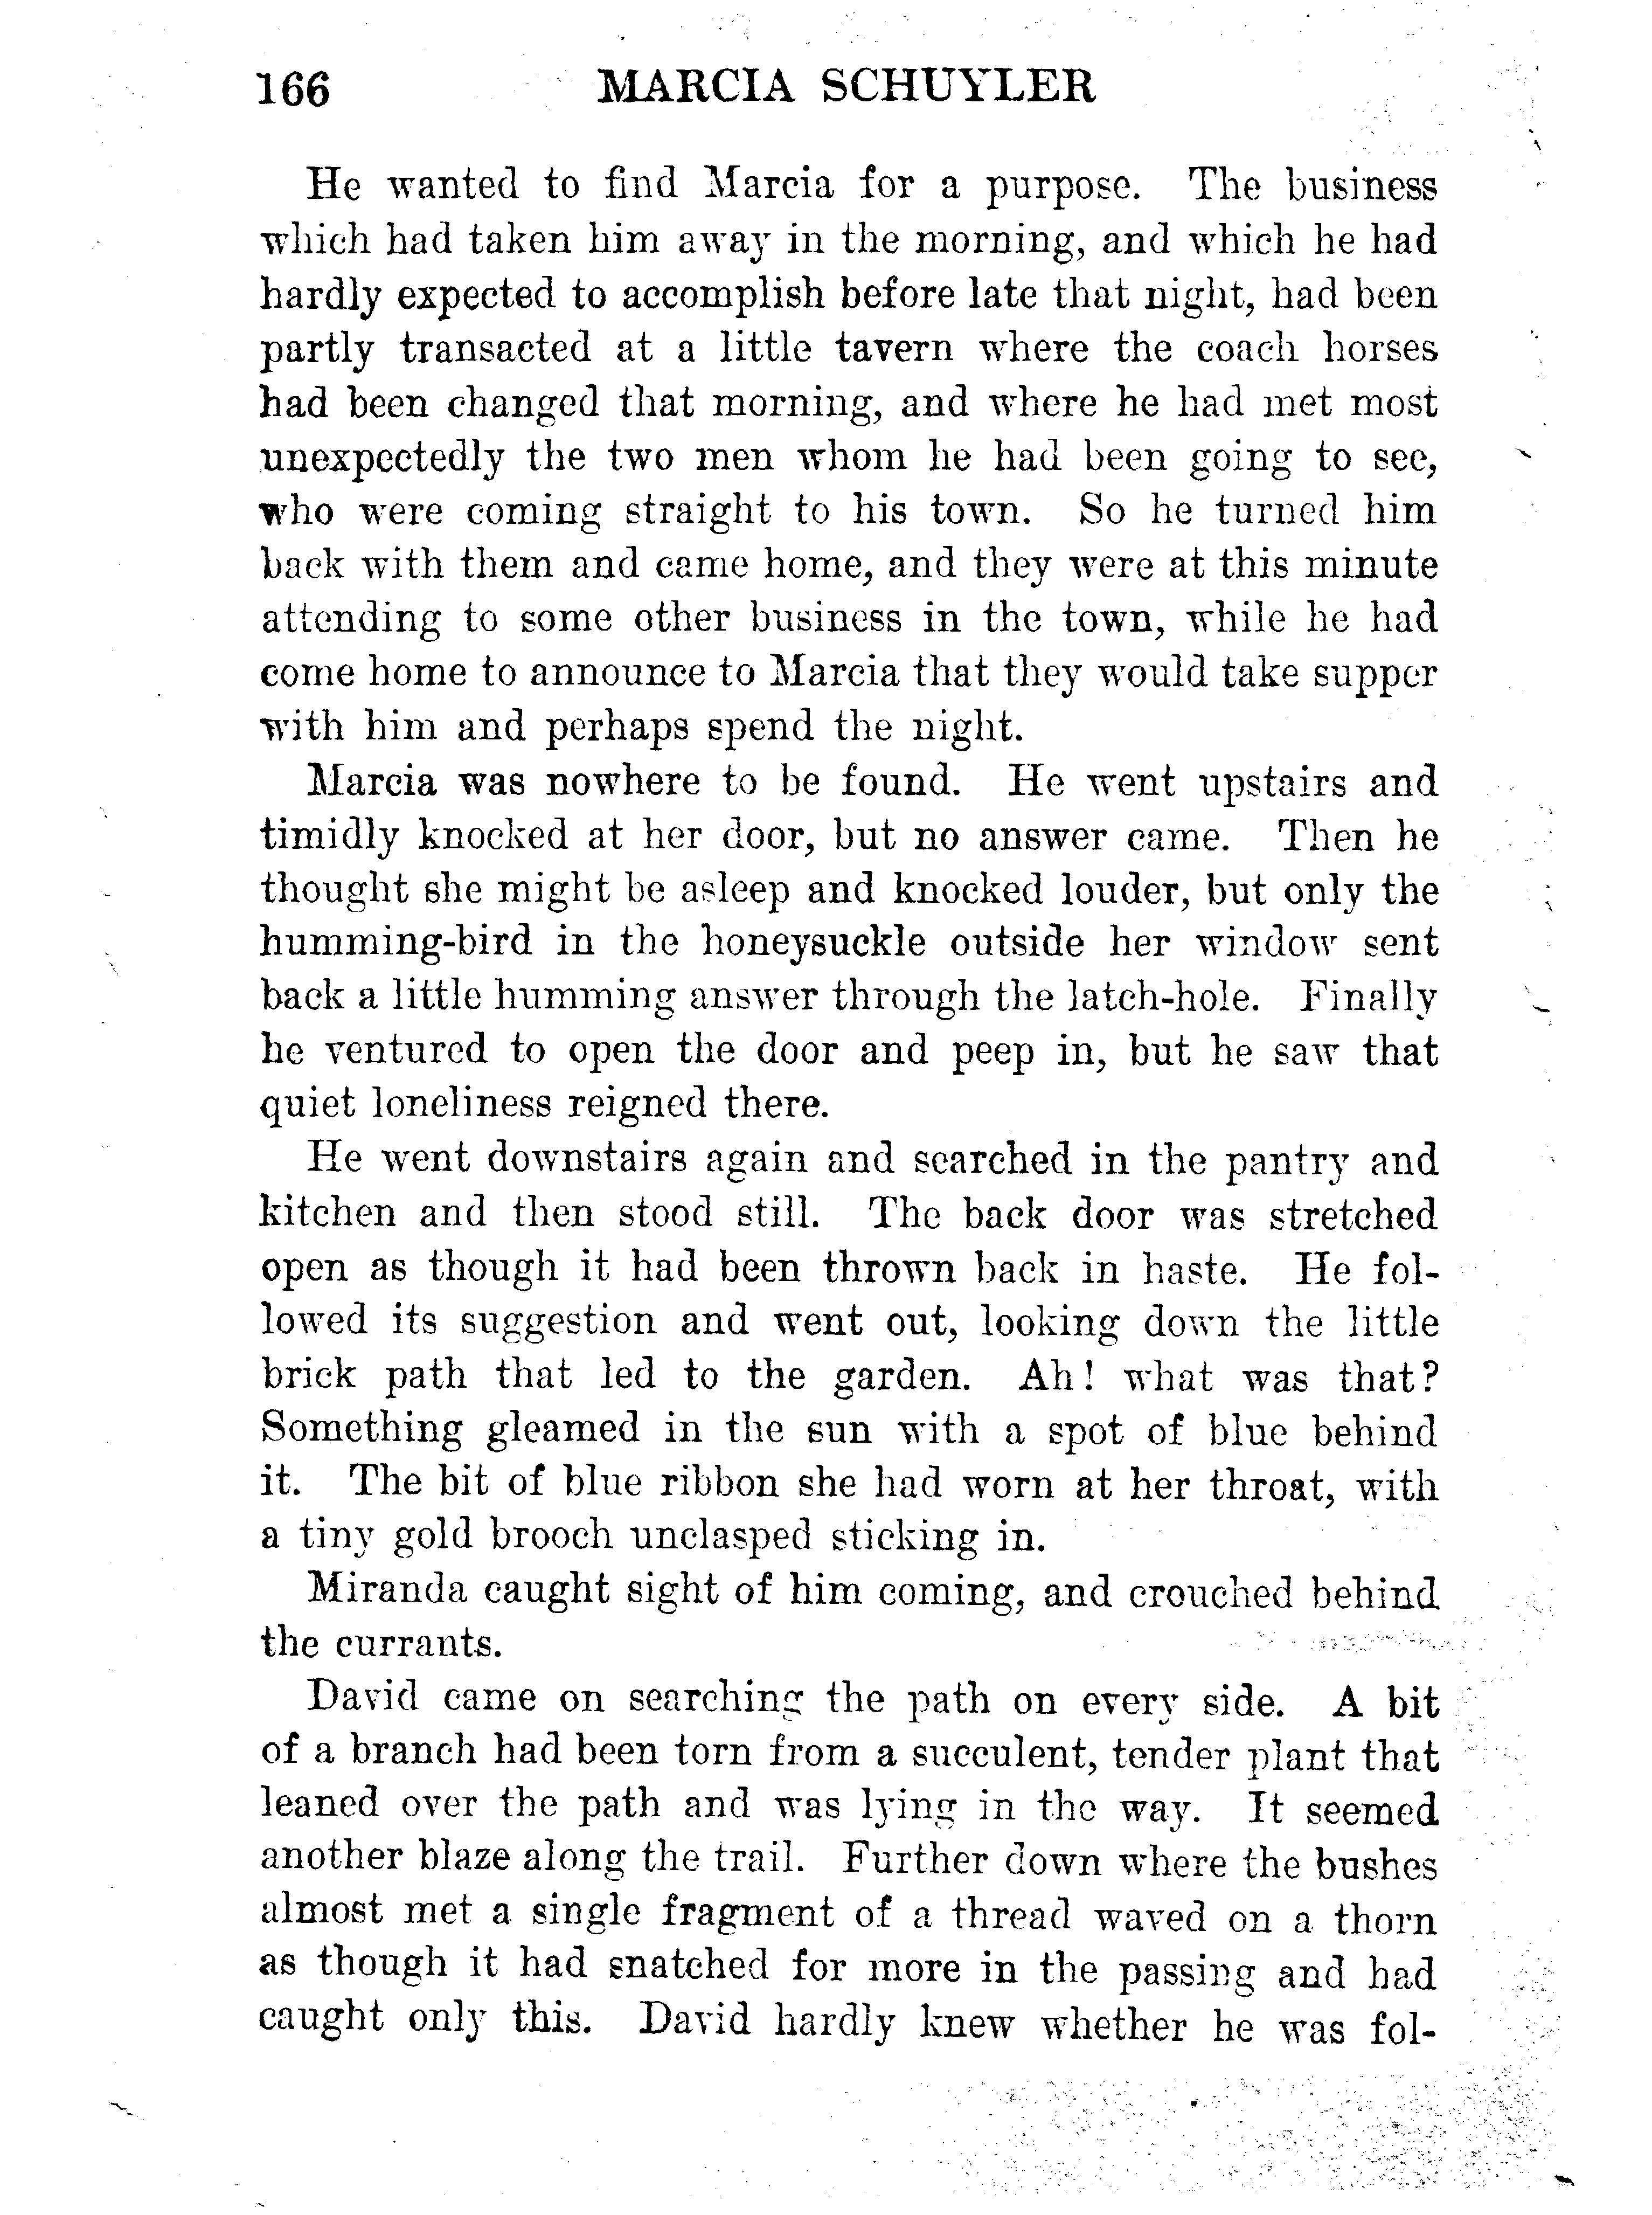 166 MARCIA SCHUYLER
He wanted to find Marcia for a purpose. The business
which had taken him away in the morning, and which he had
hardly expected to accomplish before late that night, had been
partly transacted at a little tavern where the coach horses
had been changed that morning, and where he had met most
unexpectedly the two men whom he had been going to see,
who were coming straight to his town. So he turned him
back with them and came home, and they were at this minute
attending to some other business in the town, while he had
come home to announce to Marcia that they would take supper
with him and perhaps spend the night.
Marcia was nowhere to be found. He went upstairs and
timidly knocked at her door, but no answer came. Then he
thought she might be asleep and knocked louder, but only the
humming-bird in the honeysuckle outside her window sent
back a little humming answer through the latch-hole. Finally
he ventured to open the door and peep in, but he saw that
quiet loneliness reigned there.
He went downstairs again and searched in the pantry and
kitchen and then stood still. The back door was stretched
open as though it had been thrown back in haste. He fol-
lowed its suggestion and went out, looking down the little
brick path that led to the garden. Ah! what was that?
Something gleamed in the sun with a spot of blue behind
it. The bit of blue ribbon she had worn at her throat, with
a tiny gold brooch unclasped sticking in.
Miranda caught sight of him coming, and crouched behind
the currants.
David came on searching the path on every side. A bit
of a branch had been torn from a succulent, tender plant that
leaned over the path and was lying in the way. It seemed
another blaze along the trail. Further down where the bushes
almost met a single fragment of a thread waved on a thorn
as though it had snatched for more in the passing and had
caught only this. David hardly knew whether he was fol-